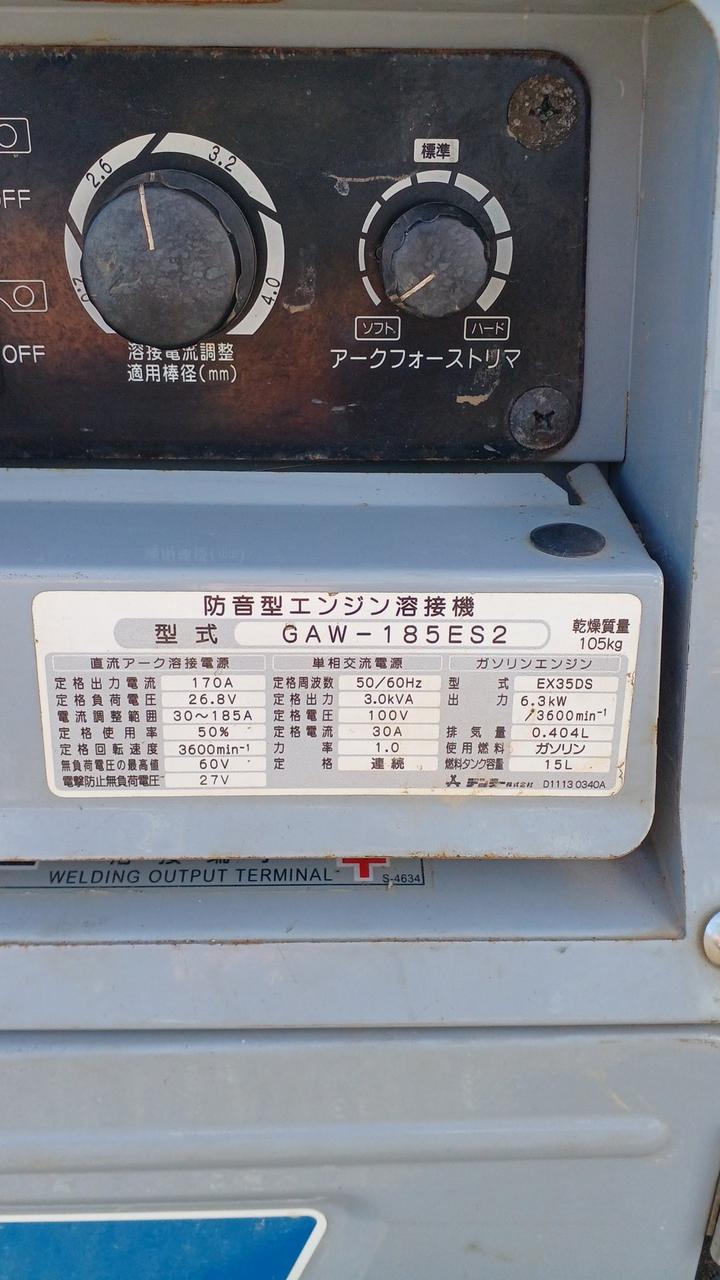 OFF
OFF
2.0
2.6
3.2
4.0
溶接電流調整
適用棒径(mm)
標準
ソフト
ハード
アークフォーストリマ
防音型エンジン溶接機
型式 GAW-185ES2
乾燥質量
105kg
直流アーク溶接電源
定格出力電流 170A
定格負荷電圧 26.8V
電流調整範囲 30～185A
定格使用率 50%
定格回転速度 3600min⁻¹
無負荷電圧の最高値 60V
電撃防止無負荷電圧 27V
単相交流電源
定格周波数 50/60Hz
定格出力 3.0kVA
定格電圧 100V
定格電流 30A
力率 1.0
定格 連続
ガソリンエンジン
型式 EX35DS
出力 6.3kW
/3600min⁻¹
排気量 0.404L
使用燃料 ガソリン
燃料タンク容量 15L
デンヨー株式会社 D1113 0340A
WELDING OUTPUT TERMINAL
S-4634